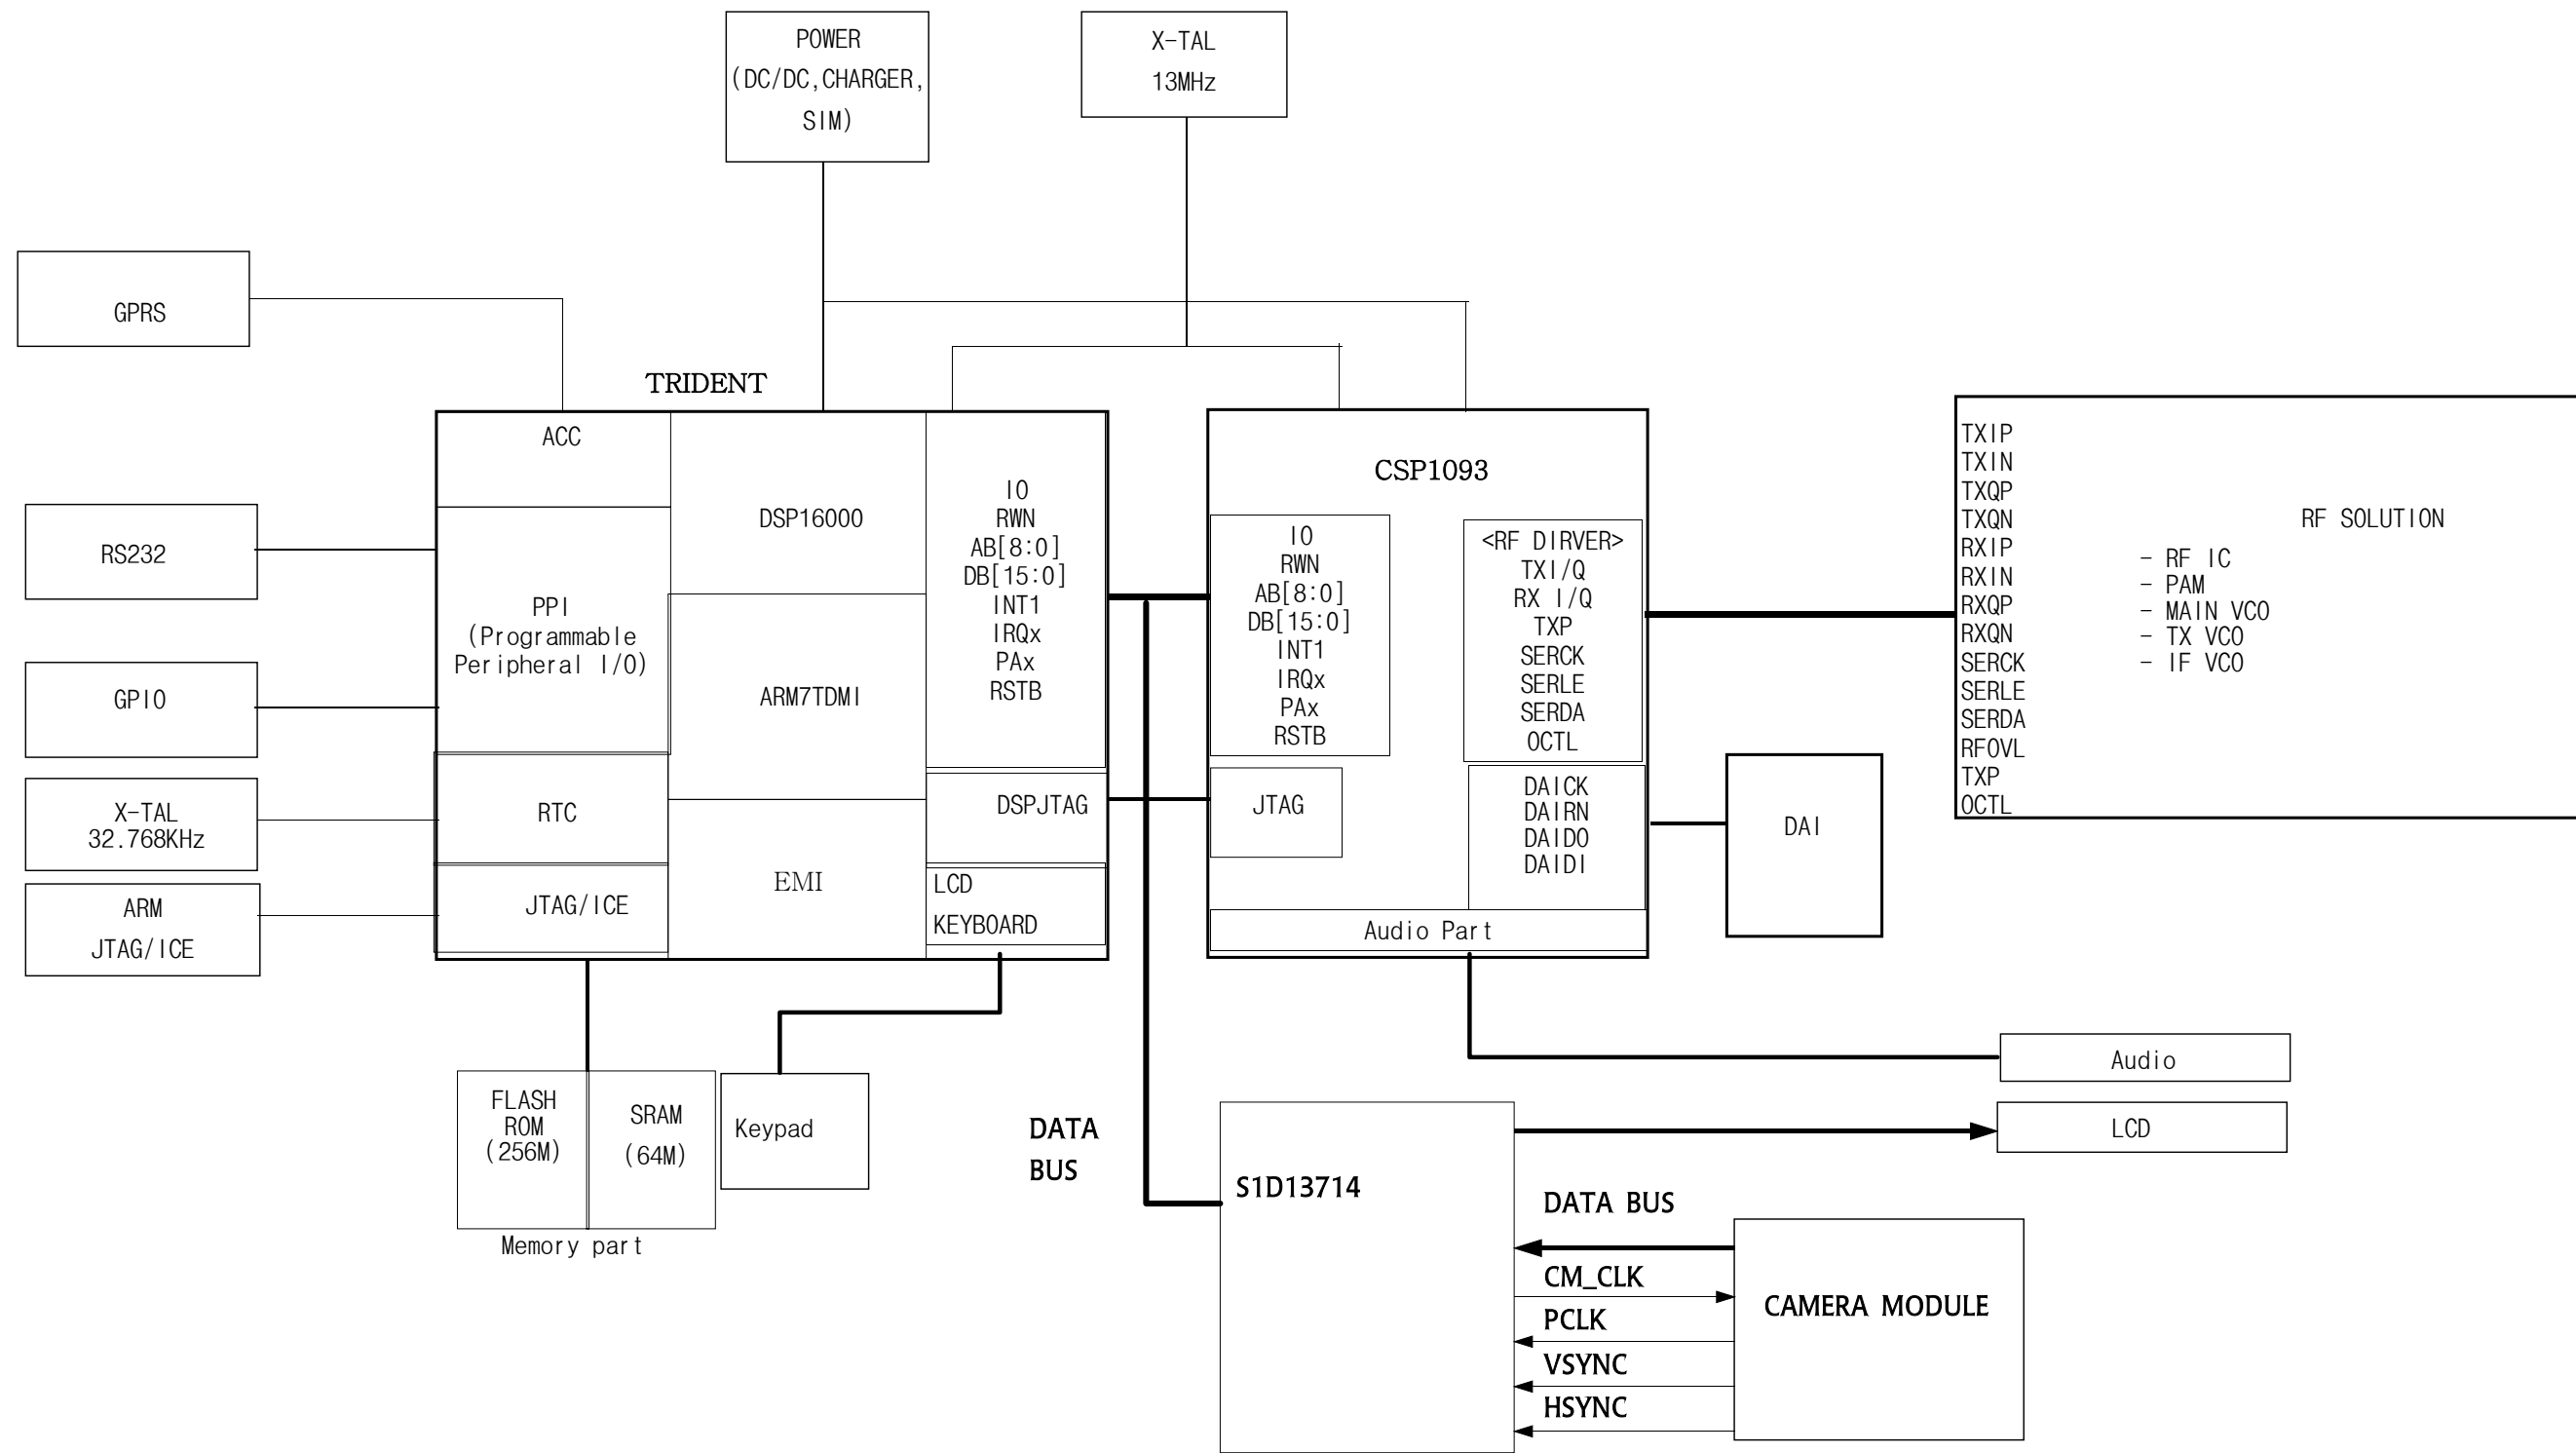 POWER
(DC/DC,CHARGER,
SIM)
X-TAL
13MHz
GPRS
TRIDENT
ACC
RS232
PPI
(Programmable
Peripheral I/O)
GPIO
X-TAL
32.768KHz
RTC
ARM
JTAG/ICE
JTAG/ICE
DSP16000
ARM7TDMI
EMI
IO
RWN
AB[8:0]
DB[15:0]
INT1
IRQx
PAx
RSTB
DSPJTAG
LCD
KEYBOARD
CSP1093
IO
RWN
AB[8:0]
DB[15:0]
INT1
IRQx
PAx
RSTB
JTAG
<RF DIRVER>
TXI/Q
RX I/Q
TXP
SERCK
SERLE
SERDA
OCTL
DAICK
DAIRN
DAIDO
DAIDI
Audio Part
DAI
TXIP
TXIN
TXQP
TXQN
RXIP
RXIN
RXQP
RXQN
SERCK
SERLE
SERDA
RFOVL
TXP
OCTL
RF SOLUTION
- RF IC
- PAM
- MAIN VCO
- TX VCO
- IF VCO
FLASH
ROM
(256M)
SRAM
(64M)
Memory part
Keypad
DATA
BUS
Audio
LCD
S1D13714
DATA BUS
CM_CLK
PCLK
VSYNC
HSYNC
CAMERA MODULE